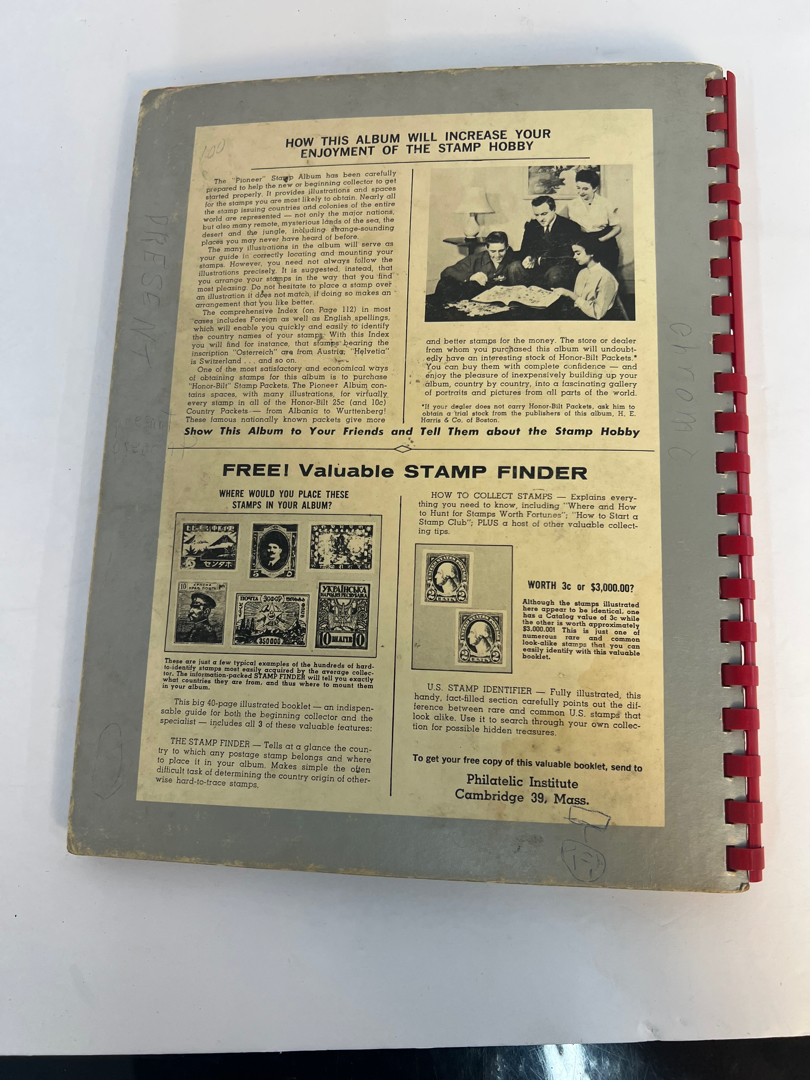 HOW THIS ALBUM WILL INCREASE YOUR
ENJOYMENT OF THE STAMP HOBBY
The "Pioneer" Stamp Album has been carefully
prepared to help the new or beginning collector to get
started properly. It provides illustrations and spaces
for the stamps you are most likely to obtain. Nearly all
the stamp issuing countries and colonies of the entire
world are represented — not only the major nations,
but also many remote, mysterious lands of the sea, the
desert and the jungle, including strange-sounding
places you may never have heard of before.
The many illustrations in the album will serve as
your guide in correctly locating and mounting your
stamps. However, you need not always follow the
illustrations precisely. It is suggested, instead, that
you arrange your stamps in the way that you find
most pleasing. Do not hesitate to place a stamp over
an illustration it does not match, if doing so makes an
arrangement that you like better.
The comprehensive Index (on Page 112) in most
cases includes Foreign as well as English spellings,
which will enable you quickly and easily to identify
the country names of your stamps. With this Index
you will find for instance, that stamps bearing the
inscription "Osterreich" are from Austria; "Helvetia"
is Switzerland . . . and so on.
One of the most satisfactory and economical ways
of obtaining stamps for this album is to purchase
"Honor-Bilt" Stamp Packets. The Pioneer Album con-
tains spaces, with many illustrations, for virtually
every stamp in all of the Honor-Bilt 25c (and 10c)
Country Packets — from Albania to Wurttenberg!
These famous nationally known packets give more
and better stamps for the money. The store or dealer
from whom you purchased this album will undoubt-
edly have an interesting stock of Honor-Bilt Packets.*
You can buy them with complete confidence — and
enjoy the pleasure of inexpensively building up your
album, country by country, into a fascinating gallery
of portraits and pictures from all parts of the world.
*If your dealer does not carry Honor-Bilt Packets, ask him to
obtain a trial stock from the publishers of this album, H. E.
Harris & Co. of Boston.
Show This Album to Your Friends and Tell Them about the Stamp Hobby
FREE! Valuable STAMP FINDER
WHERE WOULD YOU PLACE THESE
STAMPS IN YOUR ALBUM?
センタボ
5
5
10
ПОЧТА
350000
УКРАЇНСЬКА
НАРОДНЯ РЕСПУБЛІКА
10 ШАГІВ 10
These are just a few typical examples of the hundreds of hard-
to-identify stamps most easily acquired by the average collec-
tor. The information-packed STAMP FINDER will tell you exactly
what countries they are from, and thus where to mount them
in your album.
This big 40-page illustrated booklet — an indispen-
sable guide for both the beginning collector and the
specialist — includes all 3 of these valuable features:
THE STAMP FINDER — Tells at a glance the coun-
try to which any postage stamp belongs and where
to place it in your album. Makes simple the often
difficult task of determining the country origin of other-
wise hard-to-trace stamps.
HOW TO COLLECT STAMPS — Explains every-
thing you need to know, including "Where and How
to Hunt for Stamps Worth Fortunes"; "How to Start a
Stamp Club"; PLUS a host of other valuable collect-
ing tips.
2 CENTS 2
2 CENTS 2
WORTH 3c or $3,000.00?
Although the stamps illustrated
here appear to be identical, one
has a Catalog value of 3c while
the other is worth approximately
$3,000.00! This is just one of
numerous rare and common
look-alike stamps that you can
easily identify with this valuable
booklet.
U.S. STAMP IDENTIFIER — Fully illustrated, this
handy, fact-filled section carefully points out the dif-
ference between rare and common U.S. stamps that
look alike. Use it to search through your own collec-
tion for possible hidden treasures.
To get your free copy of this valuable booklet, send to
Philatelic Institute
Cambridge 39, Mass.